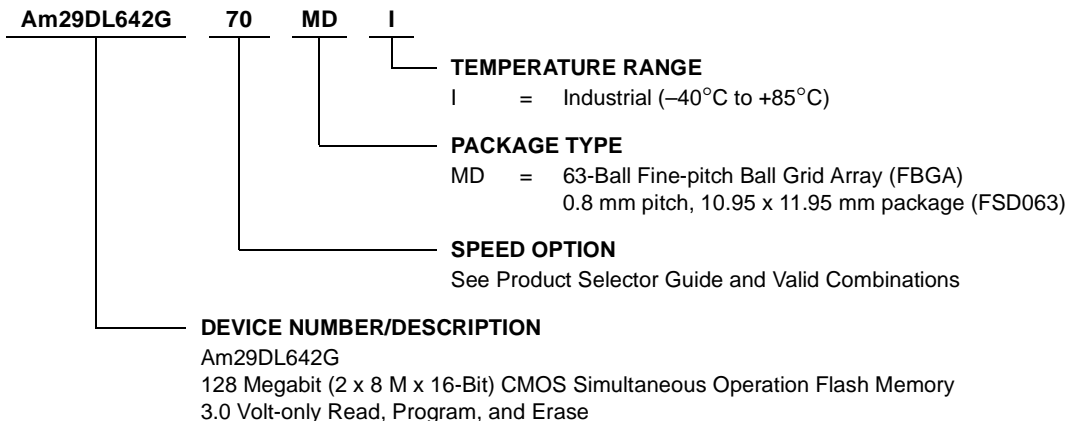 Am29DL642G 70 MD I
TEMPERATURE RANGE
I = Industrial (–40°C to +85°C)
PACKAGE TYPE
MD = 63-Ball Fine-pitch Ball Grid Array (FBGA)
0.8 mm pitch, 10.95 x 11.95 mm package (FSD063)
SPEED OPTION
See Product Selector Guide and Valid Combinations
DEVICE NUMBER/DESCRIPTION
Am29DL642G
128 Megabit (2 x 8 M x 16-Bit) CMOS Simultaneous Operation Flash Memory
3.0 Volt-only Read, Program, and Erase